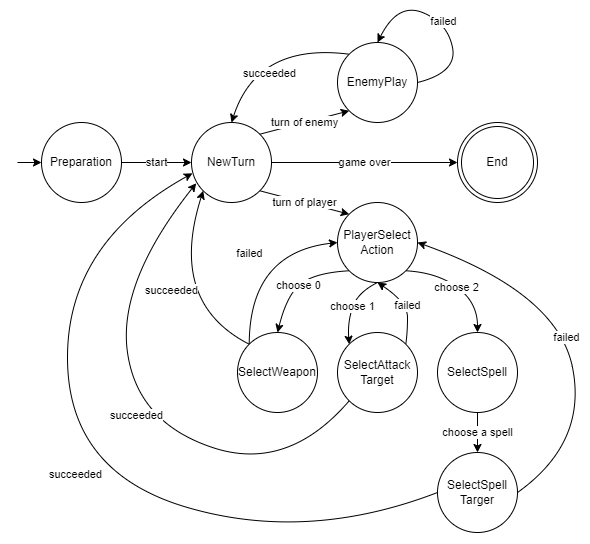 failed
EnemyPlay
succeeded
turn of enemy
Preparation
start
NewTurn
game over
End
turn of player
PlayerSelect
Action
failed
choose 0
choose 1
failed
choose 2
succeeded
failed
SelectWeapon
SelectAttack
Target
SelectSpell
succeeded
choose a spell
succeeded
SelectSpell
Targer